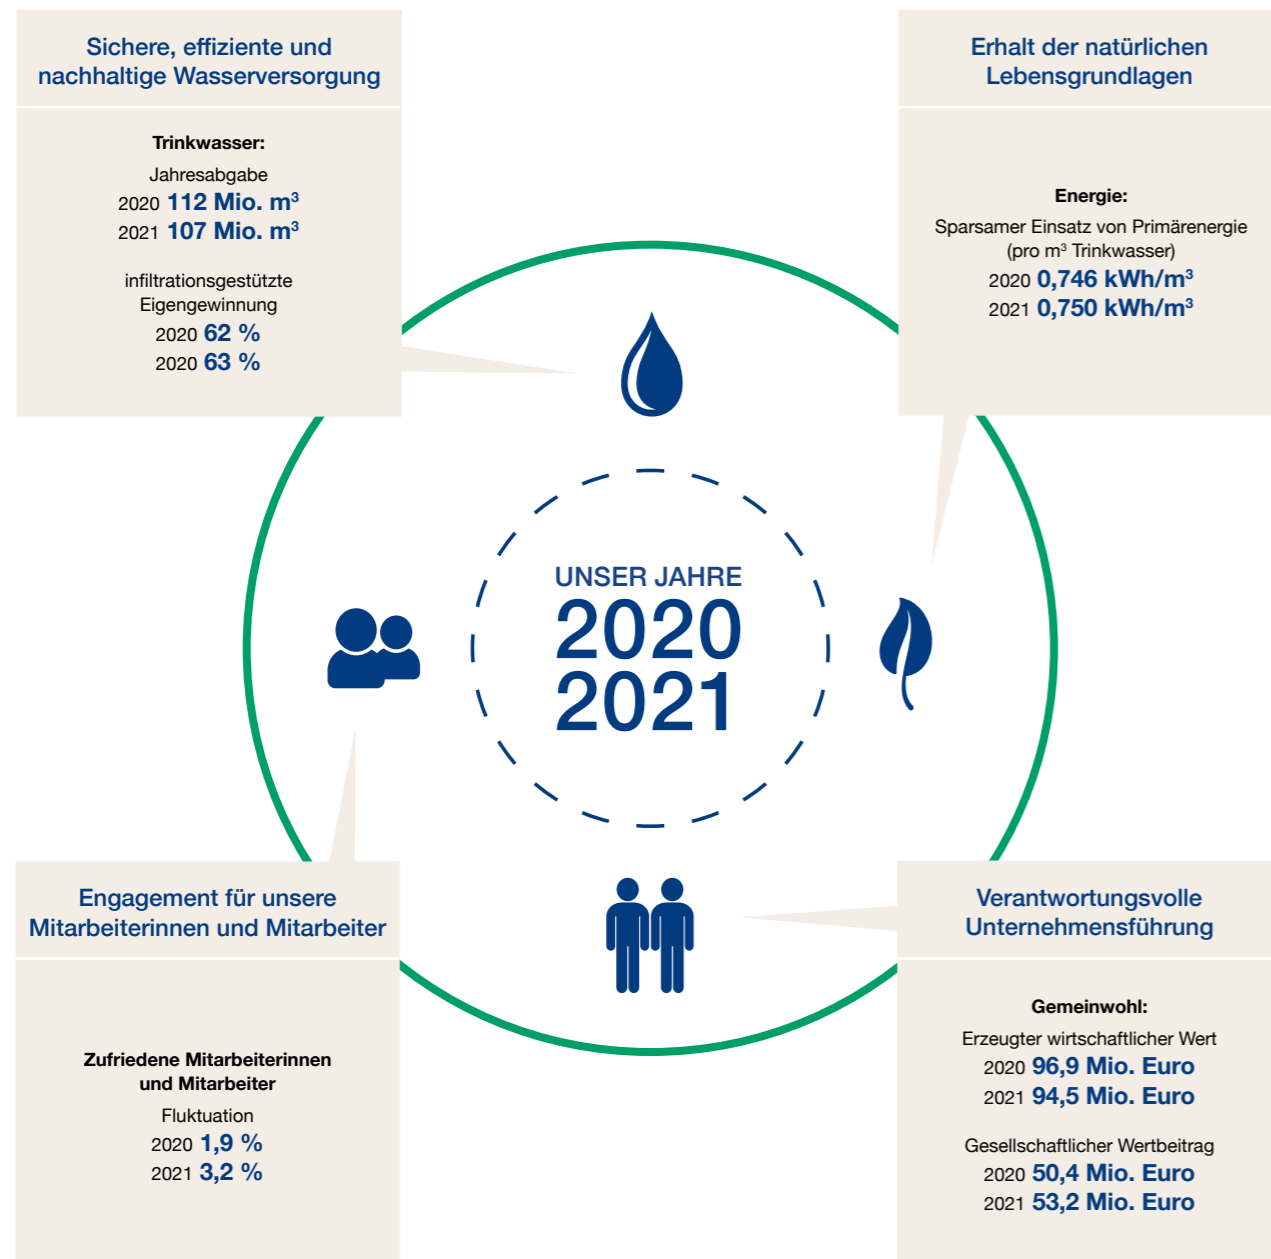 Sichere, effiziente und
nachhaltige Wasserversorgung
Trinkwasser:
Jahresabgabe
2020 112 Mio. m³
2021 107 Mio. m³
infiltrationsgestützte
Eigengewinnung
2020 62 %
2020 63 %
Erhalt der natürlichen
Lebensgrundlagen
Energie:
Sparsamer Einsatz von Primärenergie
(pro m³ Trinkwasser)
2020 0,746 kWh/m³
2021 0,750 kWh/m³
UNSER JAHRE
2020
2021
Engagement für unsere
Mitarbeiterinnen und Mitarbeiter
Zufriedene Mitarbeiterinnen
und Mitarbeiter
Fluktuation
2020 1,9 %
2021 3,2 %
Verantwortungsvolle
Unternehmensführung
Gemeinwohl:
Erzeugter wirtschaftlicher Wert
2020 96,9 Mio. Euro
2021 94,5 Mio. Euro
Gesellschaftlicher Wertbeitrag
2020 50,4 Mio. Euro
2021 53,2 Mio. Euro